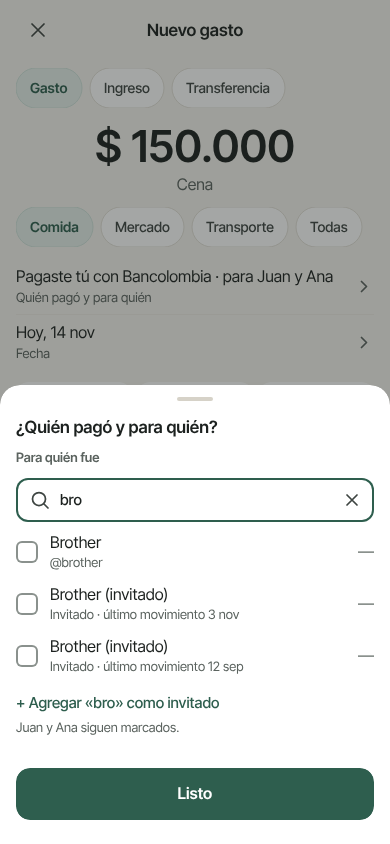 Nuevo gasto
Gasto
Ingreso
Transferencia
$ 150.000
Cena
Comida
Mercado
Transporte
Todas
Pagaste tú con Bancolombia · para Juan y Ana
Quién pagó y para quién
Hoy, 14 nov
Fecha
¿Quién pagó y para quién?
Para quién fue
bro
Brother
@brother
—
Brother (invitado)
Invitado · último movimiento 3 nov
—
Brother (invitado)
Invitado · último movimiento 12 sep
—
+ Agregar «bro» como invitado
Juan y Ana siguen marcados.
Listo